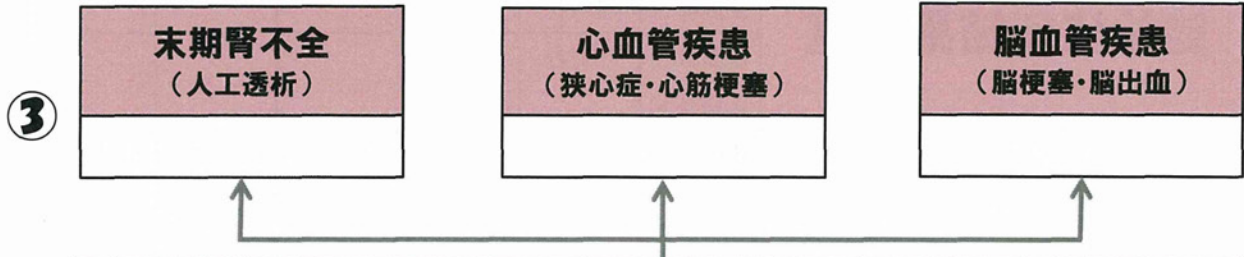 ③
末期腎不全
（人工透析）
心血管疾患
（狭心症・心筋梗塞）
脳血管疾患
（脳梗塞・脳出血）